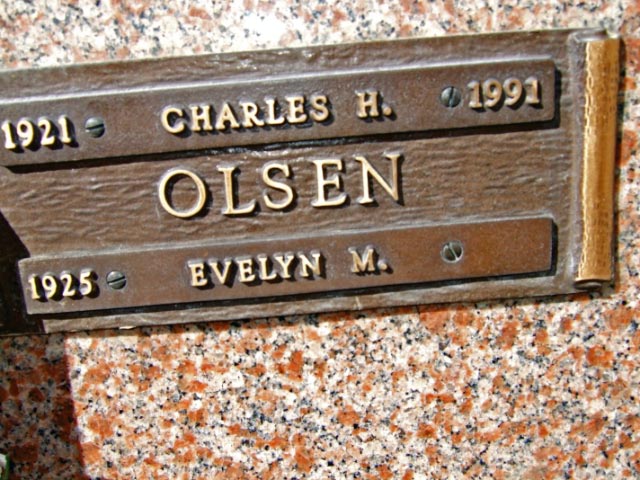 1921 CHARLES H. 1991
OLSEN
1925 EVELYN M.